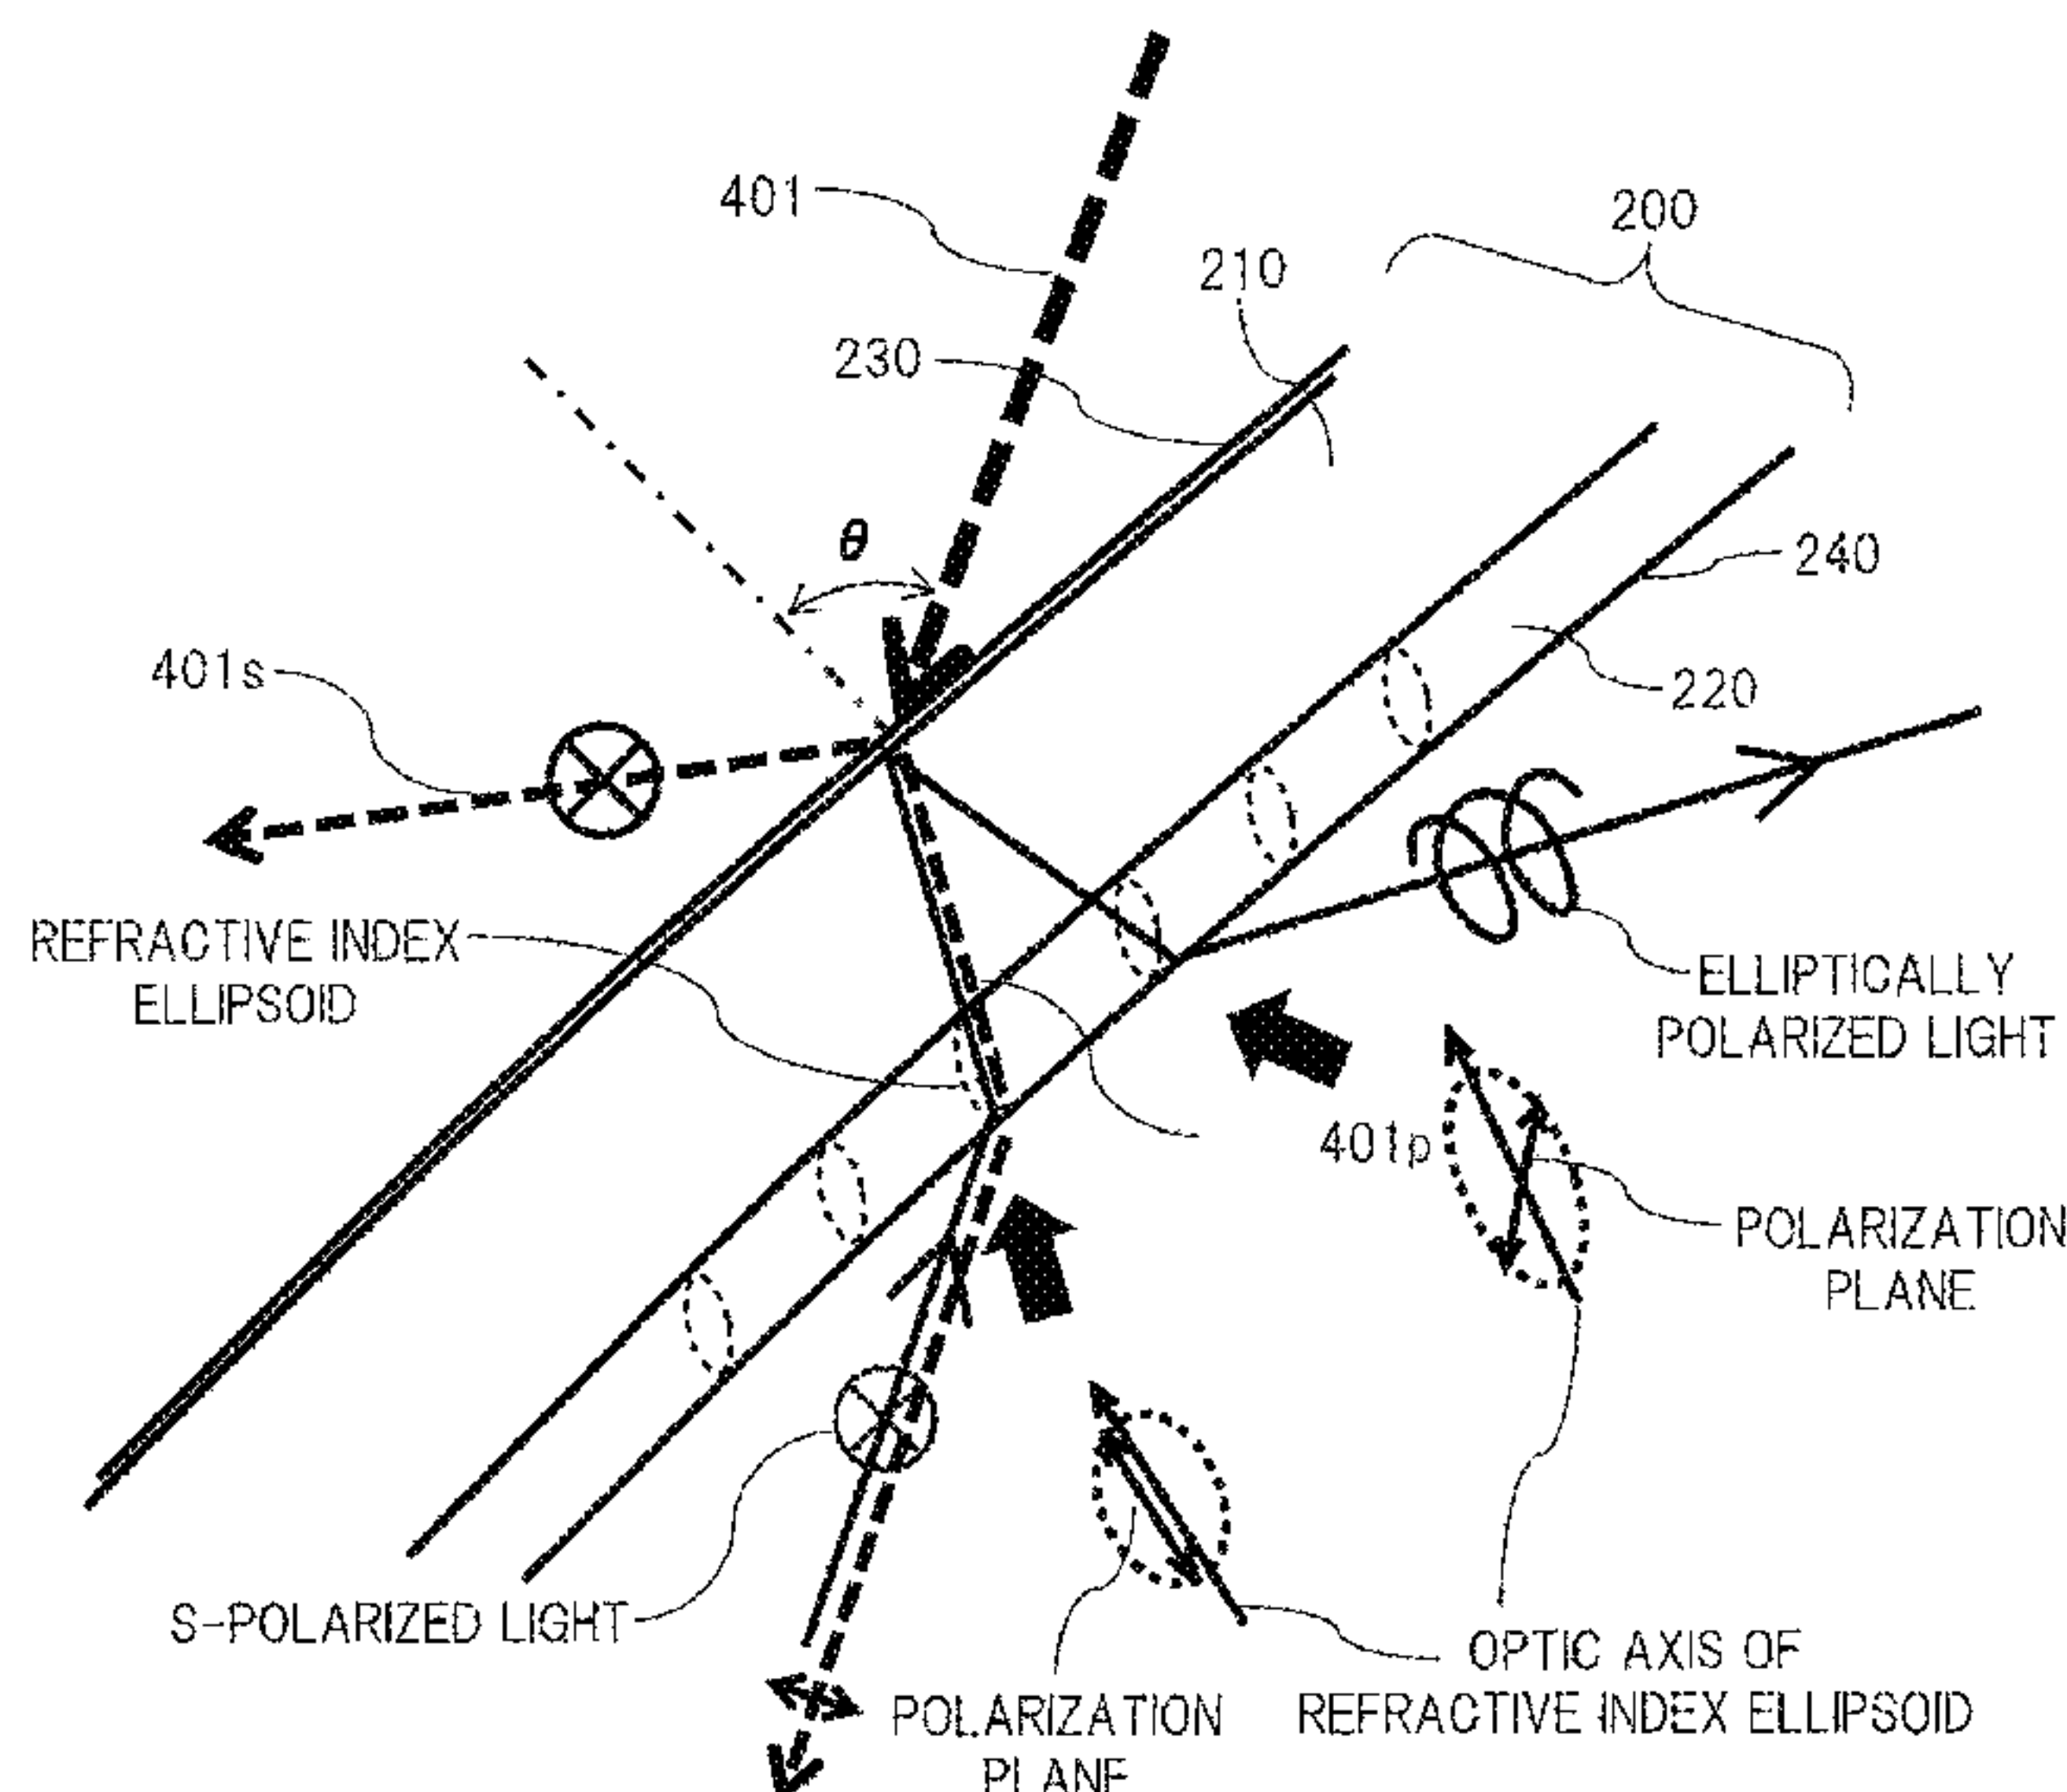 401
200
210
230
θ
240
401s
220
REFRACTIVE INDEX
ELLIPSOID
ELLIPTICALLY
POLARIZED LIGHT
401p
POLARIZATION
PLANE
S-POLARIZED LIGHT
OPTIC AXIS OF
REFRACTIVE INDEX ELLIPSOID
POLARIZATION
PLANE